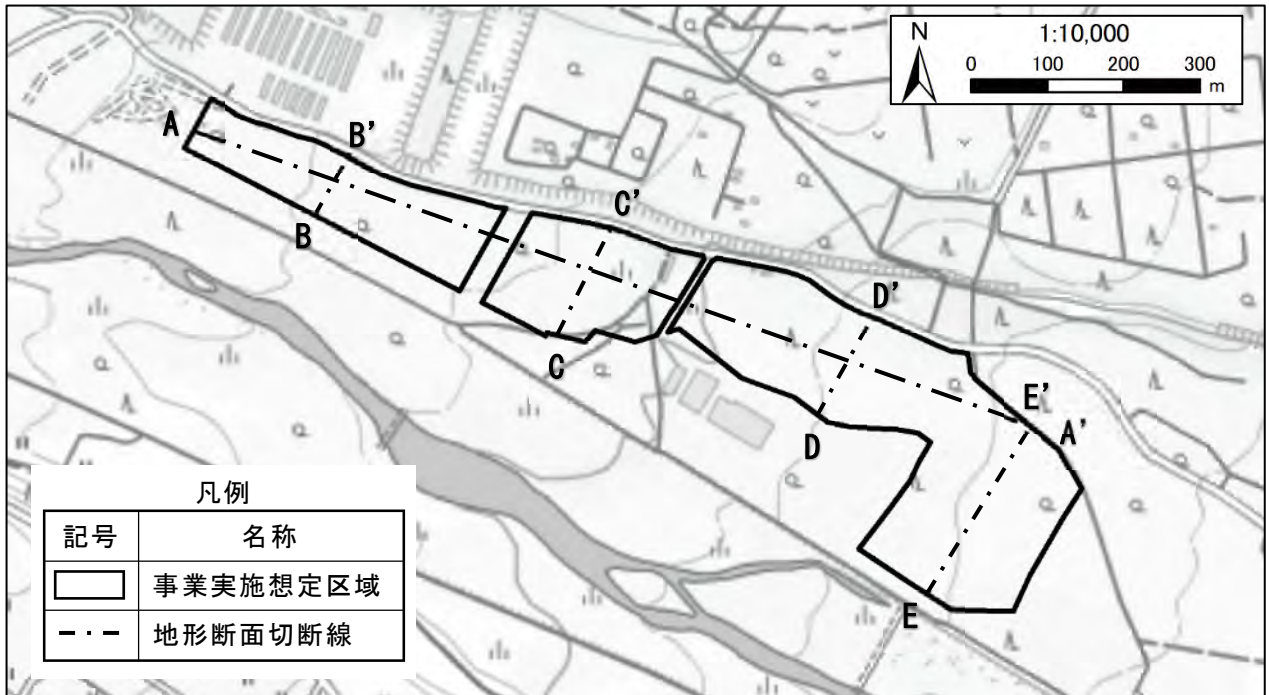 N
1:10,000
0 100 200 300
m
A
B'
B
C'
C
D'
D
E'
A'
E
凡例
記号 名称
事業実施想定区域
地形断面切断線